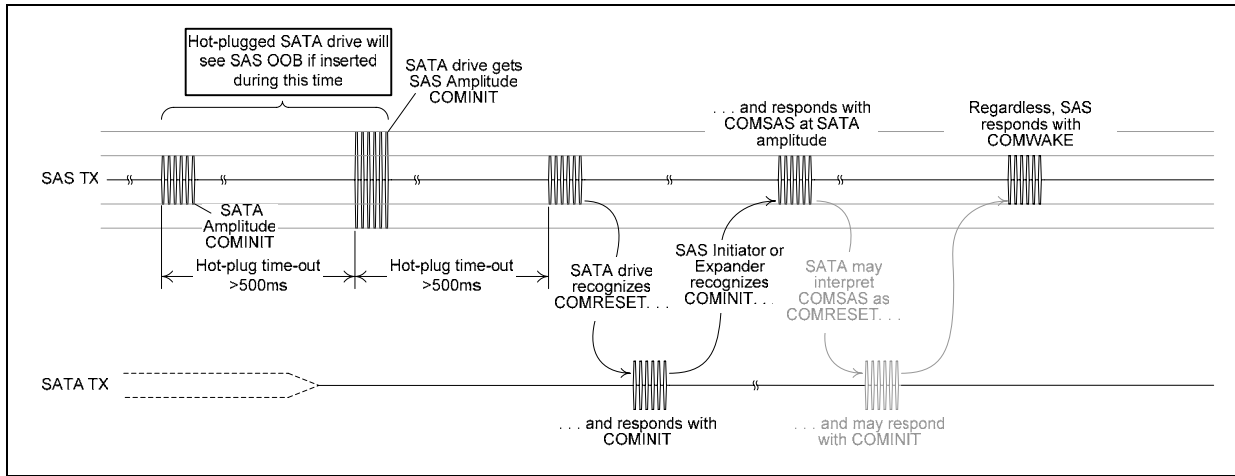 Hot-plugged SATA drive will
see SAS OOB if inserted
during this time
SATA drive gets
SAS Amplitude
COMINIT
. . . and responds with
COMSAS at SATA
amplitude
Regardless, SAS
responds with
COMWAKE
SAS TX
SATA
Amplitude
COMINIT
Hot-plug time-out
>500ms
Hot-plug time-out
>500ms
SATA drive
recognizes
COMRESET. . .
SAS Initiator or
Expander
recognizes
COMINIT. . .
SATA may
interpret
COMSAS as
COMRESET. . .
SATA TX
. . . and responds with
COMINIT
. . . and may respond
with COMINIT